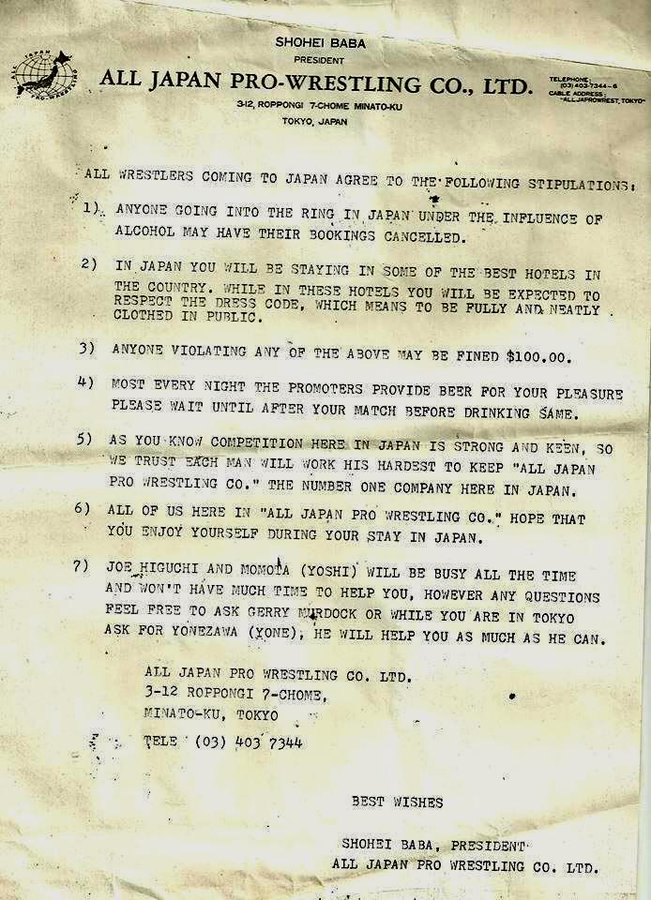 SHOHEI BABA
PRESIDENT
ALL JAPAN PRO-WRESTLING CO., LTD.
3-12, ROPPONGI 7-CHOME MINATO-KU
TOKYO, JAPAN
ALL JAPAN
PRO-WRESTLING
TELEPHONE:
(03) 403-7344~6
CABLE ADDRESS:
"ALLJAPROWREST, TOKYO"
ALL WRESTLERS COMING TO JAPAN AGREE TO THE FOLLOWING STIPULATIONS:
1). ANYONE GOING INTO THE RING IN JAPAN UNDER THE INFLUENCE OF
ALCOHOL MAY HAVE THEIR BOOKINGS CANCELLED.
2) IN JAPAN YOU WILL BE STAYING IN SOME OF THE BEST HOTELS IN
THE COUNTRY. WHILE IN THESE HOTELS YOU WILL BE EXPECTED TO
RESPECT THE DRESS CODE, WHICH MEANS TO BE FULLY AND NEATLY
CLOTHED IN PUBLIC.
3) ANYONE VIOLATING ANY OF THE ABOVE MAY BE FINED $100.00.
4) MOST EVERY NIGHT THE PROMOTERS PROVIDE BEER FOR YOUR PLEASURE
PLEASE WAIT UNTIL AFTER YOUR MATCH BEFORE DRINKING SAME.
5) AS YOU KNOW COMPETITION HERE IN JAPAN IS STRONG AND KEEN, SO
WE TRUST EACH MAN WILL WORK HIS HARDEST TO KEEP "ALL JAPAN
PRO WRESTLING CO." THE NUMBER ONE COMPANY HERE IN JAPAN.
6) ALL OF US HERE IN "ALL JAPAN PRO WRESTLING CO." HOPE THAT
YOU ENJOY YOURSELF DURING YOUR STAY IN JAPAN.
7) JOE HIGUCHI AND MOMOTA (YOSHI) WILL BE BUSY ALL THE TIME
AND WON'T HAVE MUCH TIME TO HELP YOU, HOWEVER ANY QUESTIONS
FEEL FREE TO ASK GERRY MURDOCK OR WHILE YOU ARE IN TOKYO
ASK FOR YONEZAWA (YONE), HE WILL HELP YOU AS MUCH AS HE CAN.
ALL JAPAN PRO WRESTLING CO. LTD.
3-12 ROPPONGI 7-CHOME,
MINATO-KU, TOKYO
TELE (03) 403 7344
BEST WISHES
SHOHEI BABA, PRESIDENT
ALL JAPAN PRO WRESTLING CO. LTD.